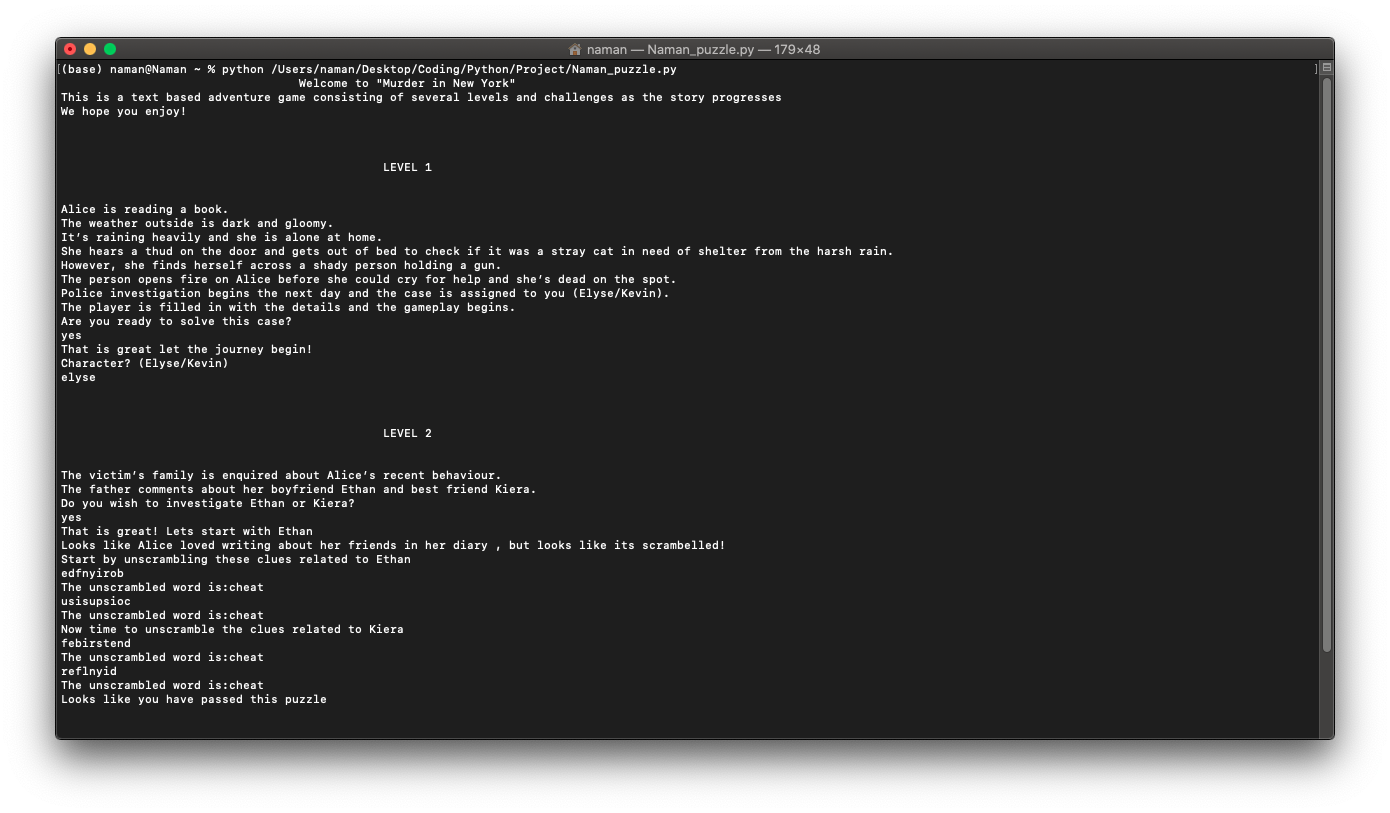 naman — Naman_puzzle.py — 179×48
[(base) naman@Naman ~ % python /Users/naman/Desktop/Coding/Python/Project/Naman_puzzle.py ]
Welcome to "Murder in New York"
This is a text based adventure game consisting of several levels and challenges as the story progresses
We hope you enjoy!
LEVEL 1
Alice is reading a book.
The weather outside is dark and gloomy.
It’s raining heavily and she is alone at home.
She hears a thud on the door and gets out of bed to check if it was a stray cat in need of shelter from the harsh rain.
However, she finds herself across a shady person holding a gun.
The person opens fire on Alice before she could cry for help and she’s dead on the spot.
Police investigation begins the next day and the case is assigned to you (Elyse/Kevin).
The player is filled in with the details and the gameplay begins.
Are you ready to solve this case?
yes
That is great let the journey begin!
Character? (Elyse/Kevin)
elyse
LEVEL 2
The victim’s family is enquired about Alice’s recent behaviour.
The father comments about her boyfriend Ethan and best friend Kiera.
Do you wish to investigate Ethan or Kiera?
yes
That is great! Lets start with Ethan
Looks like Alice loved writing about her friends in her diary , but looks like its scrambelled!
Start by unscrambling these clues related to Ethan
edfnyirob
The unscrambled word is:cheat
usisupsioc
The unscrambled word is:cheat
Now time to unscramble the clues related to Kiera
febirstend
The unscrambled word is:cheat
reflnyid
The unscrambled word is:cheat
Looks like you have passed this puzzle